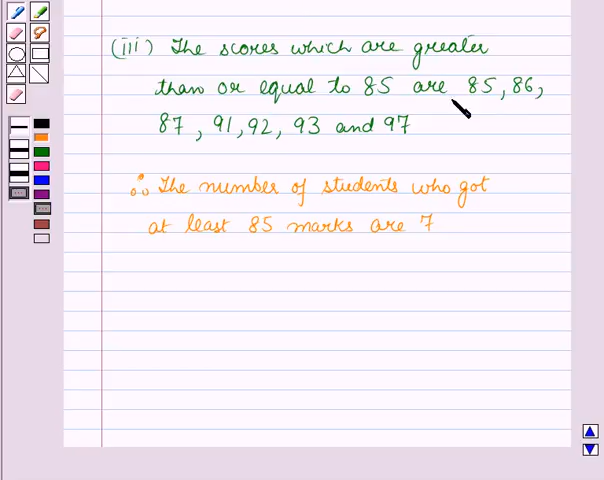 (iii) The scores which are greater
than or equal to 85 are 85, 86,
87, 91, 92, 93 and 97
∴ The number of students who got
at least 85 marks are 7